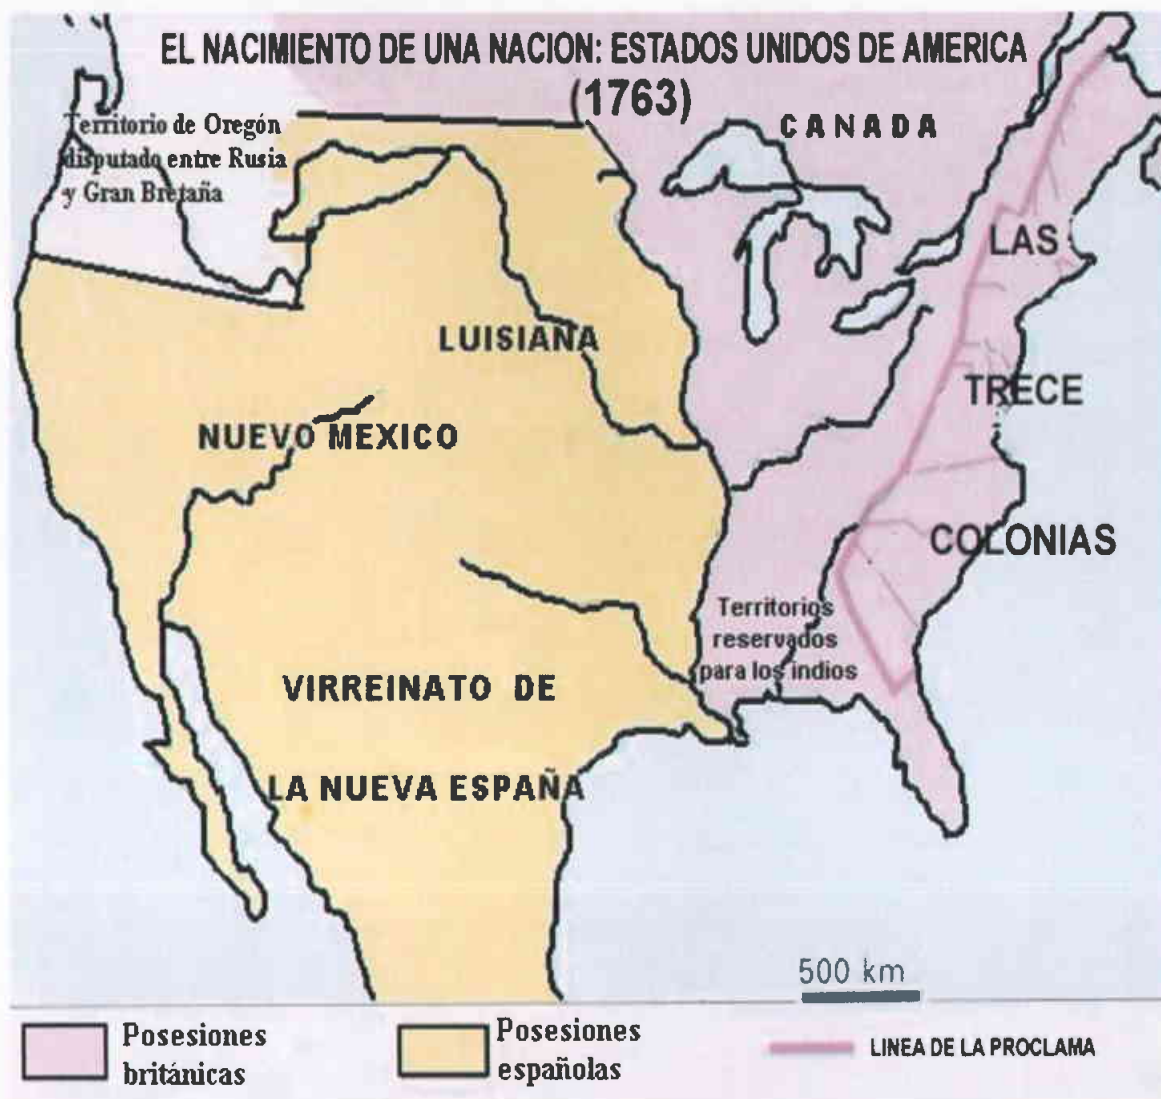 EL NACIMIENTO DE UNA NACION: ESTADOS UNIDOS DE AMERICA
(1763)
Territorio de Oregón
disputado entre Rusia
y Gran Bretaña
CANADA
LAS
TRECE
COLONIAS
LUISIANA
NUEVO MEXICO
Territorios
reservados
para los indios
VIRREINATO DE
LA NUEVA ESPAÑA
500 km
Posesiones
británicas
Posesiones
españolas
LINEA DE LA PROCLAMA